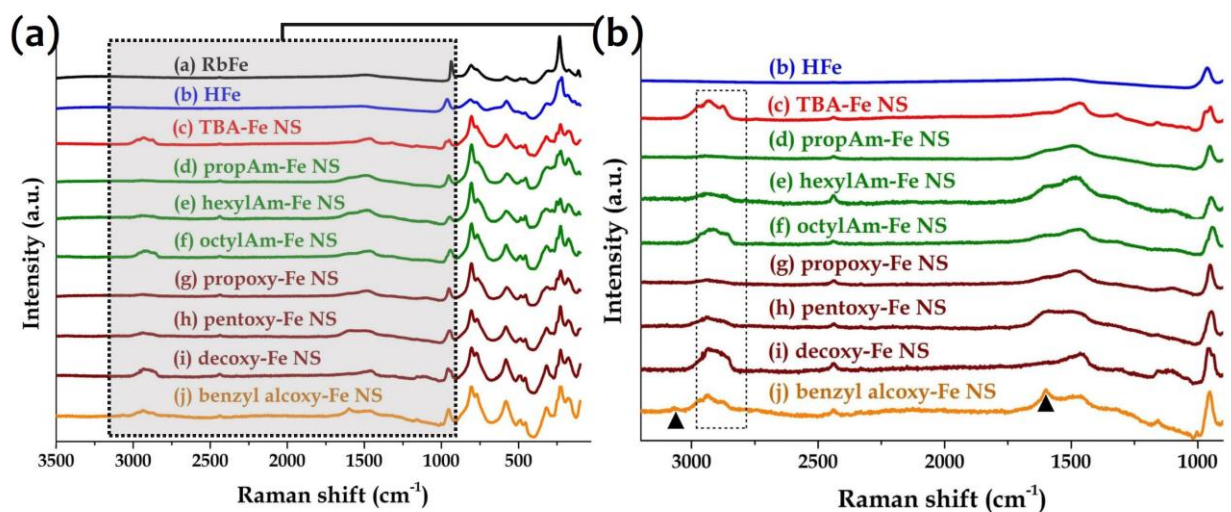 (a)
(a) RbFe
(b) HFe
(c) TBA-Fe NS
(d) propAm-Fe NS
(e) hexylAm-Fe NS
(f) octylAm-Fe NS
(g) propoxy-Fe NS
(h) pentoxy-Fe NS
(i) decoxy-Fe NS
(j) benzyl alcoxy-Fe NS
Intensity (a.u.)
3500 3000 2500 2000 1500 1000 500
Raman shift (cm⁻¹)
(b)
(b) HFe
(c) TBA-Fe NS
(d) propAm-Fe NS
(e) hexylAm-Fe NS
(f) octylAm-Fe NS
(g) propoxy-Fe NS
(h) pentoxy-Fe NS
(i) decoxy-Fe NS
(j) benzyl alcoxy-Fe NS
Intensity (a.u.)
3000 2500 2000 1500 1000
Raman shift (cm⁻¹)